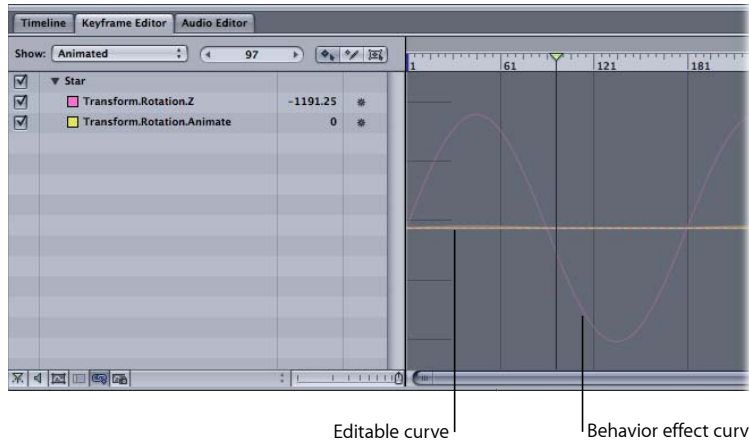 Timeline Keyframe Editor Audio Editor
Show: Animated 97
1 61 121 181
Star
Transform.Rotation.Z -1191.25
Transform.Rotation.Animate 0
Editable curve
Behavior effect curv